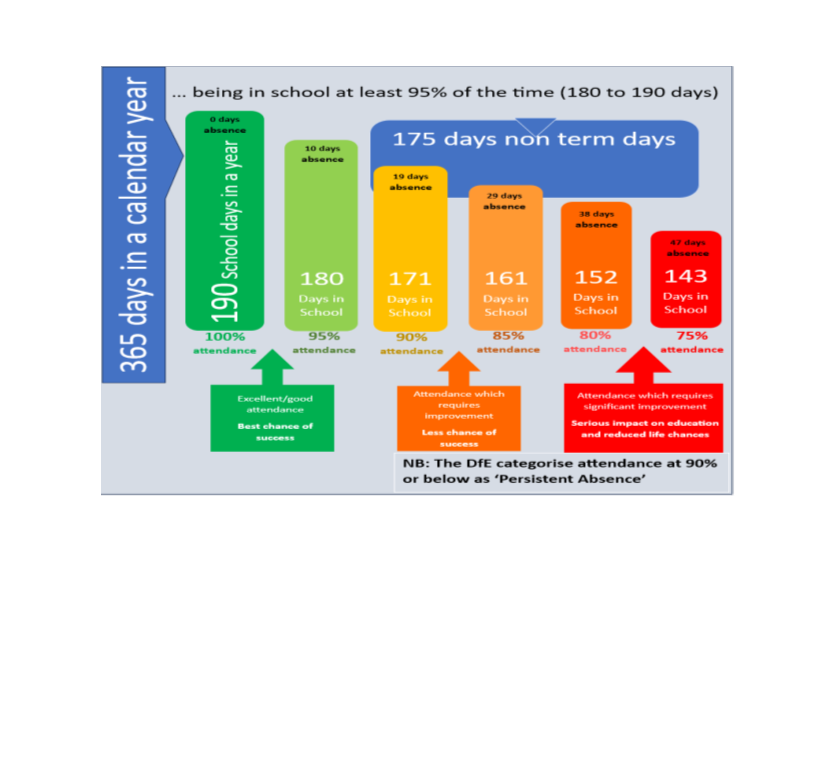 365 days in a calendar year
... being in school at least 95% of the time (180 to 190 days)
175 days non term days
0 days
absence
190 School days in a year
100%
attendance
10 days
absence
180
Days in
School
95%
attendance
19 days
absence
171
Days in
School
90%
attendance
29 days
absence
161
Days in
School
85%
attendance
38 days
absence
152
Days in
School
80%
attendance
47 days
absence
143
Days in
School
75%
attendance
Excellent/good
attendance
Best chance of
success
Attendance which
requires
improvement
Less chance of
success
Attendance which requires
significant improvement
Serious impact on education
and reduced life chances
NB: The DfE categorise attendance at 90%
or below as ‘Persistent Absence’